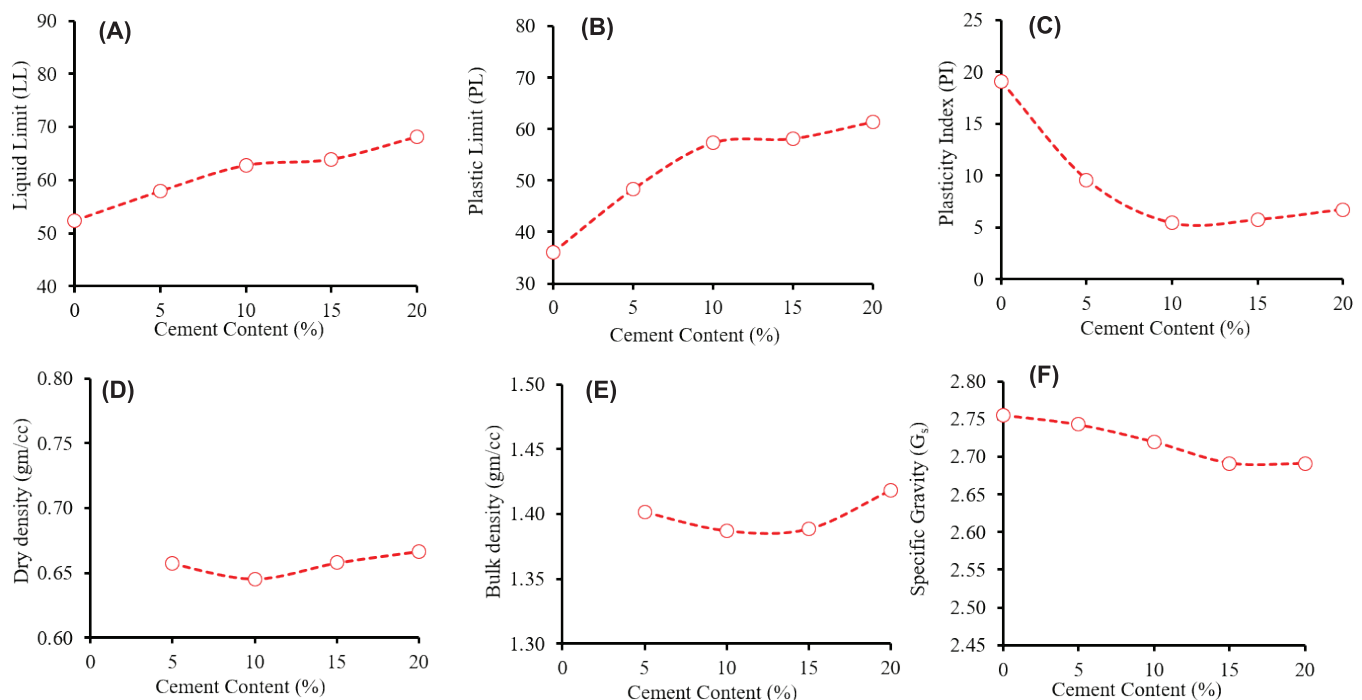 (A)
Liquid Limit (LL)
90
80
70
60
50
40
0 5 10 15 20
Cement Content (%)
(B)
Plastic Limit (PL)
80
70
60
50
40
30
0 5 10 15 20
Cement Content (%)
(C)
Plasticity Index (PI)
25
20
15
10
5
0
0 5 10 15 20
Cement Content (%)
(D)
Dry density (gm/cc)
0.80
0.75
0.70
0.65
0.60
0 5 10 15 20
Cement Content (%)
(E)
Bulk density (gm/cc)
1.50
1.45
1.40
1.35
1.30
0 5 10 15 20
Cement Content (%)
(F)
Specific Gravity (Gs)
2.80
2.75
2.70
2.65
2.60
2.55
2.50
2.45
0 5 10 15 20
Cement Content (%)